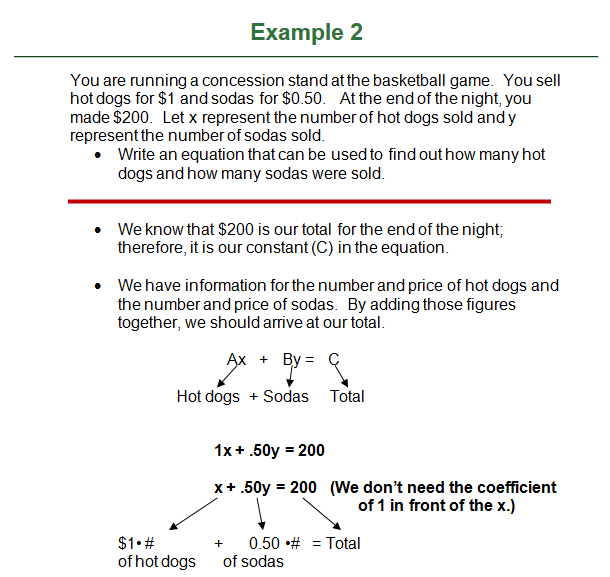 Example 2
You are running a concession stand at the basketball game. You sell
hot dogs for $1 and sodas for $0.50. At the end of the night, you
made $200. Let x represent the number of hot dogs sold and y
represent the number of sodas sold.
• Write an equation that can be used to find out how many hot
dogs and how many sodas were sold.
• We know that $200 is our total for the end of the night;
therefore, it is our constant (C) in the equation.
• We have information for the number and price of hot dogs and
the number and price of sodas. By adding those figures
together, we should arrive at our total.
Ax + By = C
Hot dogs + Sodas Total
1x + .50y = 200
x + .50y = 200 (We don't need the coefficient
of 1 in front of the x.)
$1• # + 0.50 •# = Total
of hot dogs of sodas